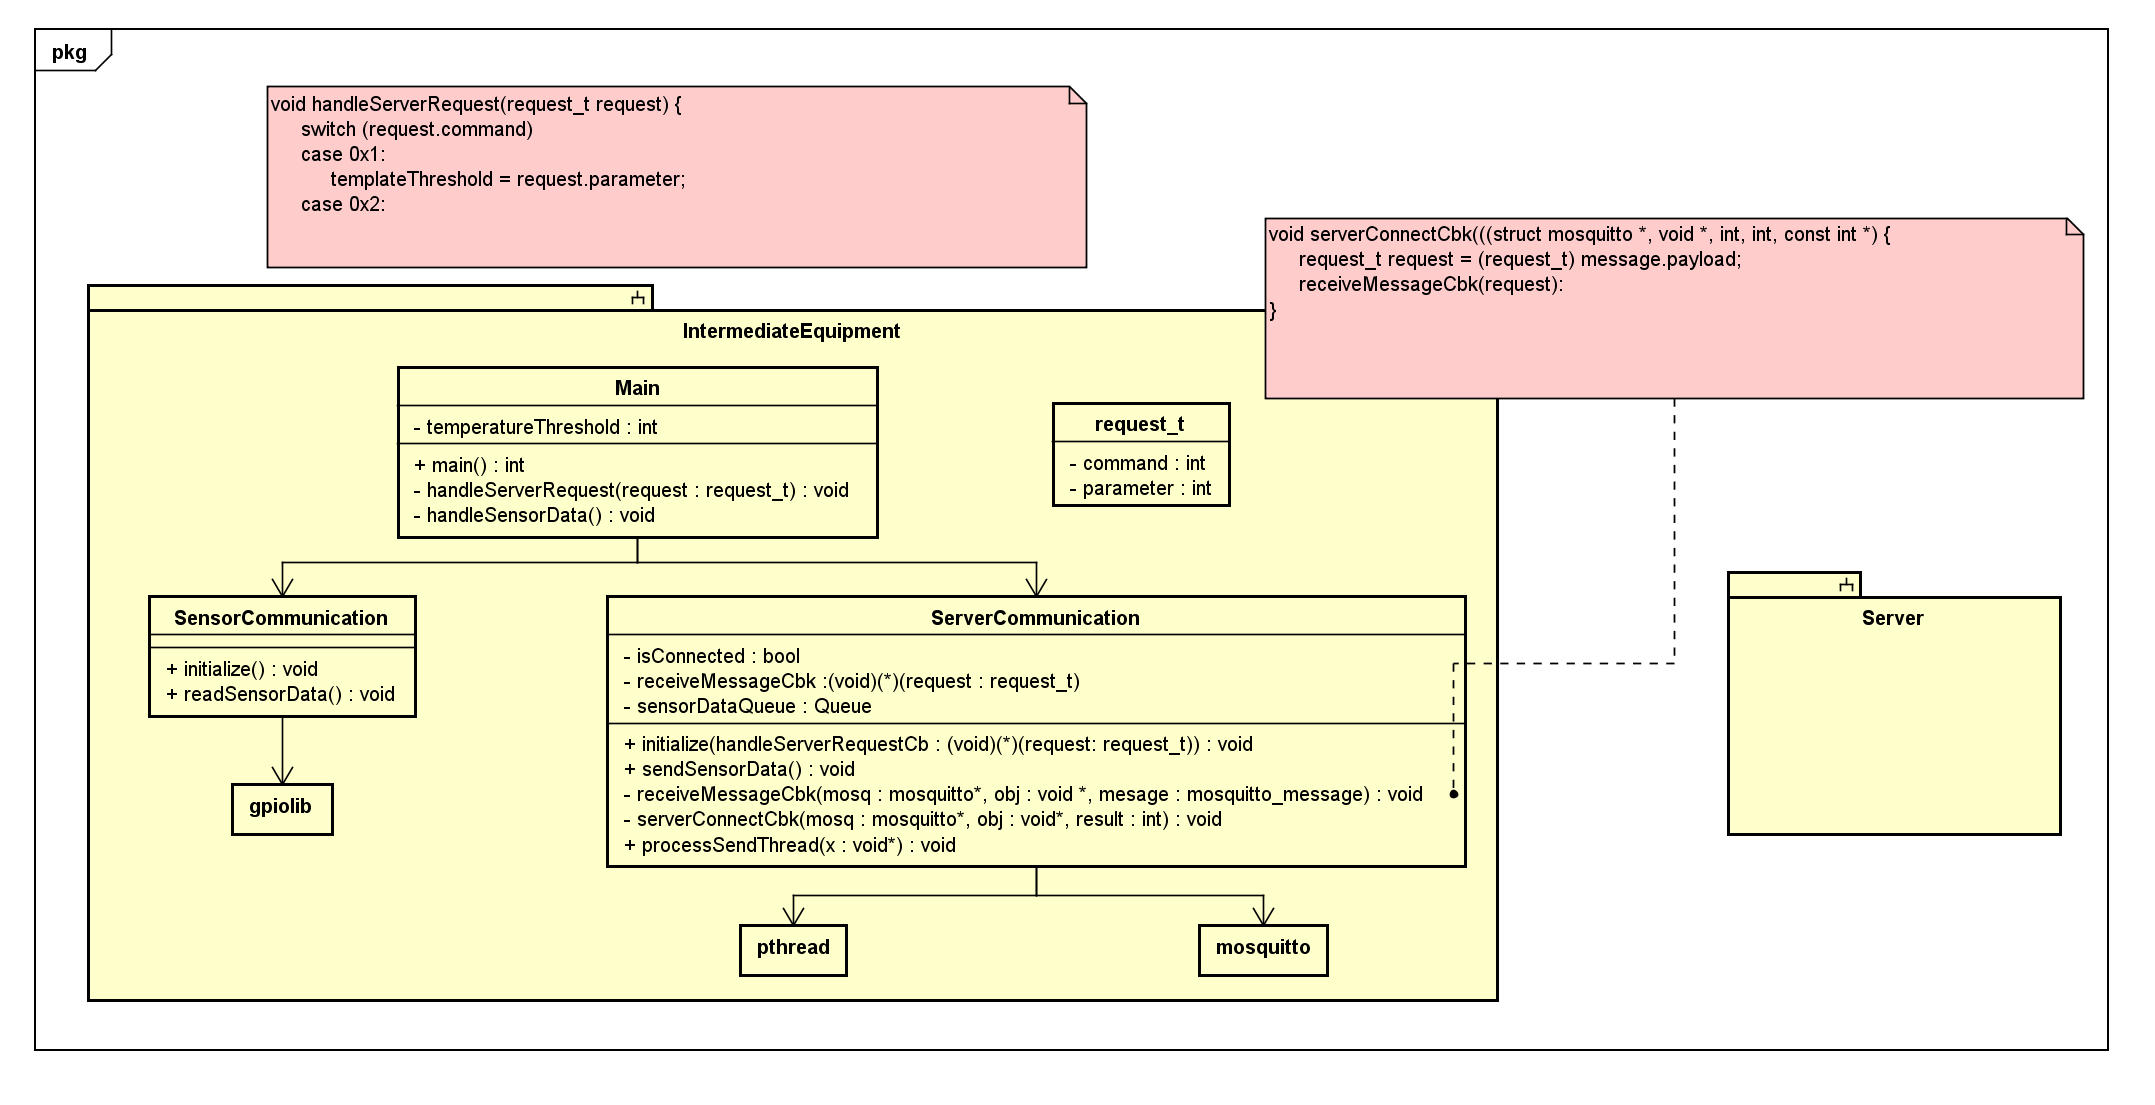 pkg
void handleServerRequest(request_t request) {
switch (request.command)
case 0x1:
templateThreshold = request.parameter;
case 0x2:
void serverConnectCbk(((struct mosquitto *, void *, int, int, const int *) {
request_t request = (request_t) message.payload;
receiveMessageCbk(request):
}
IntermediateEquipment
Main
- temperatureThreshold : int
+ main() : int
- handleServerRequest(request : request_t) : void
- handleSensorData() : void
request_t
- command : int
- parameter : int
SensorCommunication
+ initialize() : void
+ readSensorData() : void
ServerCommunication
- isConnected : bool
- receiveMessageCbk :(void)(*)(request : request_t)
- sensorDataQueue : Queue
+ initialize(handleServerRequestCb : (void)(*)(request: request_t)) : void
+ sendSensorData() : void
- receiveMessageCbk(mosq : mosquitto*, obj : void *, mesage : mosquitto_message) : void
- serverConnectCbk(mosq : mosquitto*, obj : void*, result : int) : void
+ processSendThread(x : void*) : void
Server
gpiolib
pthread
mosquitto